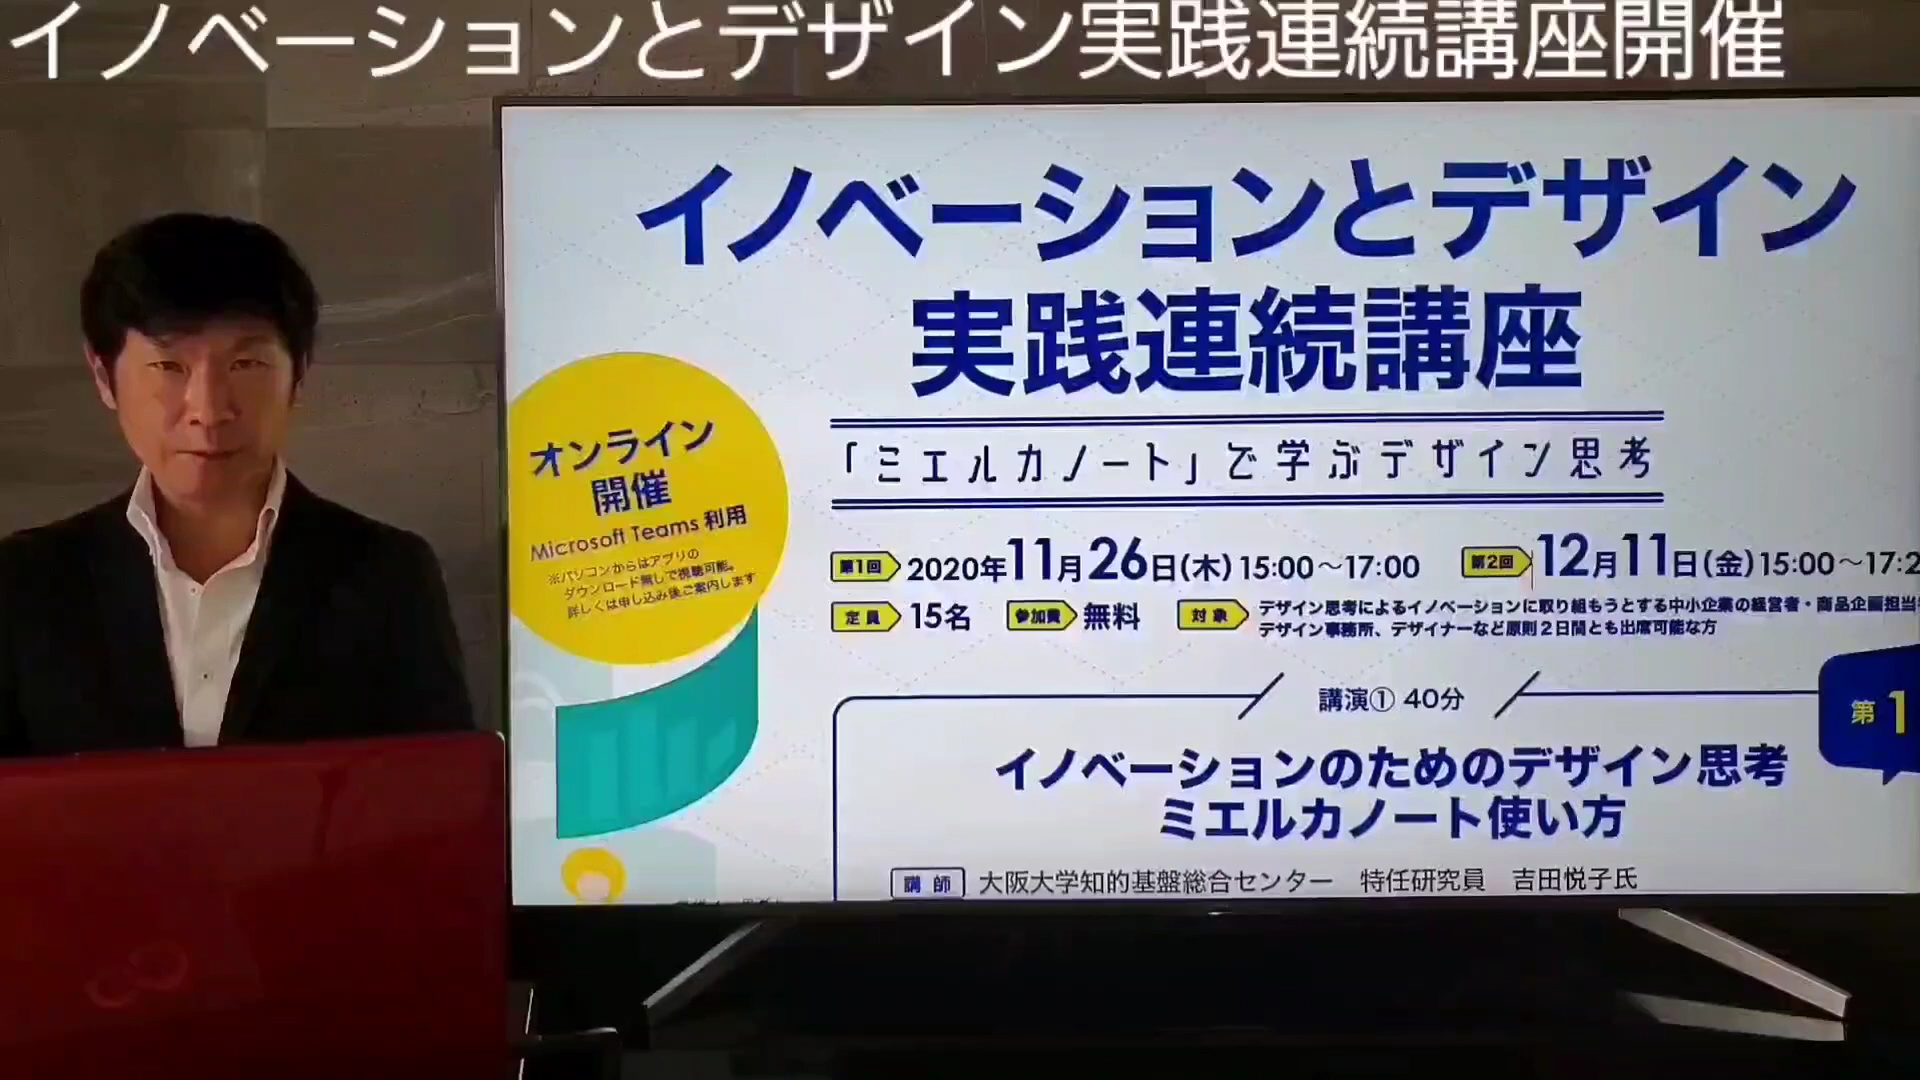 イノベーションとデザイン実践連続講座開催
イノベーションとデザイン
実践連続講座
「ミエルカノート」で学ぶデザイン思考
オンライン
開催
Microsoft Teams 利用
※パソコンからはアプリの
ダウンロード無しで視聴可能。
詳しくは申し込み後ご案内します
第1回 2020年11月26日(木) 15:00〜17:00 第2回 12月11日(金) 15:00〜17:2
定員 15名 参加費 無料 対象 デザイン思考によるイノベーションに取り組もうとする中小企業の経営者・商品企画担当
デザイン事務所、デザイナーなど原則2日間とも出席可能な方
講演① 40分
第1
イノベーションのためのデザイン思考
ミエルカノート使い方
講師 大阪大学知的基盤総合センター 特任研究員 吉田悦子氏